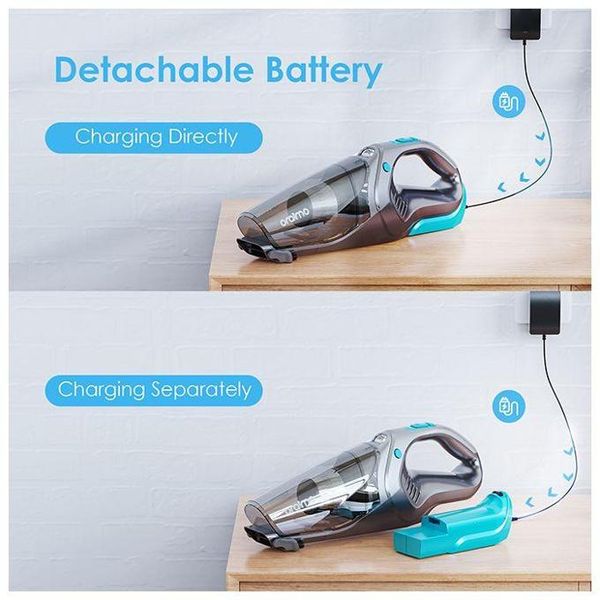 Detachable Battery
Charging Directly
oraimo
Charging Separately
oraimo